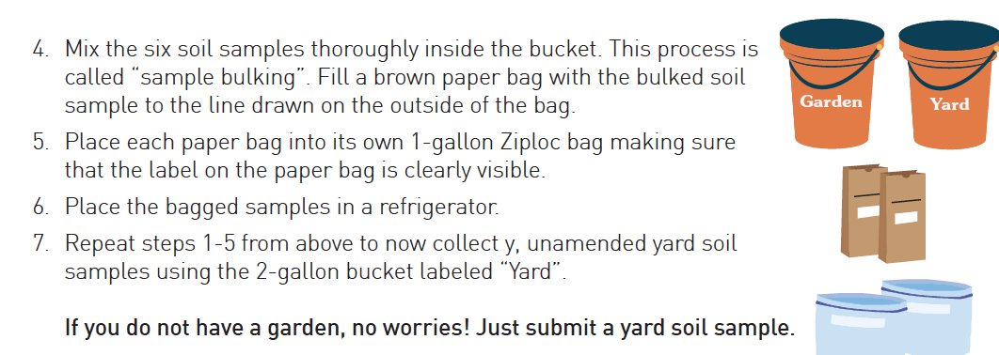 4. Mix the six soil samples thoroughly inside the bucket. This process is
called “sample bulking”. Fill a brown paper bag with the bulked soil
sample to the line drawn on the outside of the bag.
5. Place each paper bag into its own 1-gallon Ziploc bag making sure
that the label on the paper bag is clearly visible.
6. Place the bagged samples in a refrigerator.
7. Repeat steps 1-5 from above to now collect y, unamended yard soil
samples using the 2-gallon bucket labeled “Yard”.
If you do not have a garden, no worries! Just submit a yard soil sample.
Garden
Yard